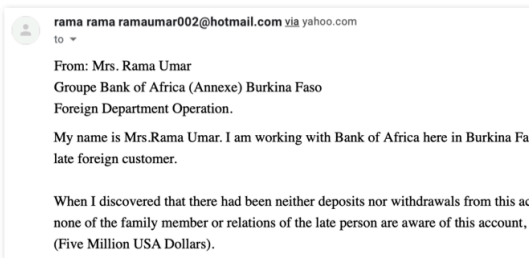 rama rama ramaumar002@hotmail.com via yahoo.com
to
From: Mrs. Rama Umar
Groupe Bank of Africa (Annexe) Burkina Faso
Foreign Department Operation.
My name is Mrs.Rama Umar. I am working with Bank of Africa here in Burkina Fa
late foreign customer.
When I discovered that there had been neither deposits nor withdrawals from this ac
none of the family member or relations of the late person are aware of this account,
(Five Million USA Dollars).